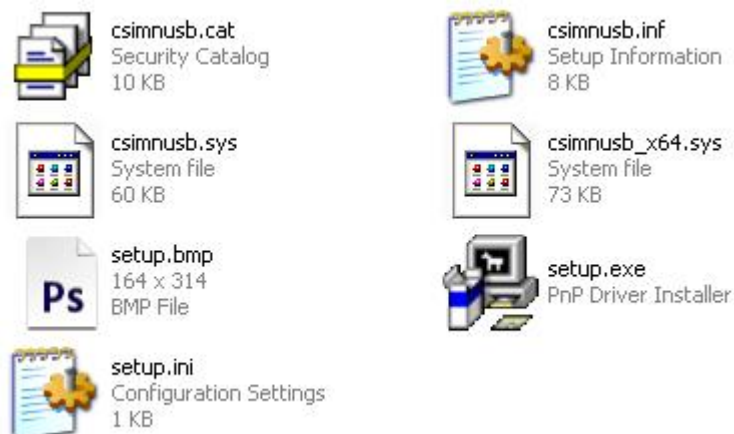 csimnusb.cat
Security Catalog
10 KB
csimnusb.inf
Setup Information
8 KB
csimnusb.sys
System file
60 KB
csimnusb_x64.sys
System file
73 KB
setup.bmp
164 x 314
BMP File
Ps
setup.exe
PnP Driver Installer
setup.ini
Configuration Settings
1 KB